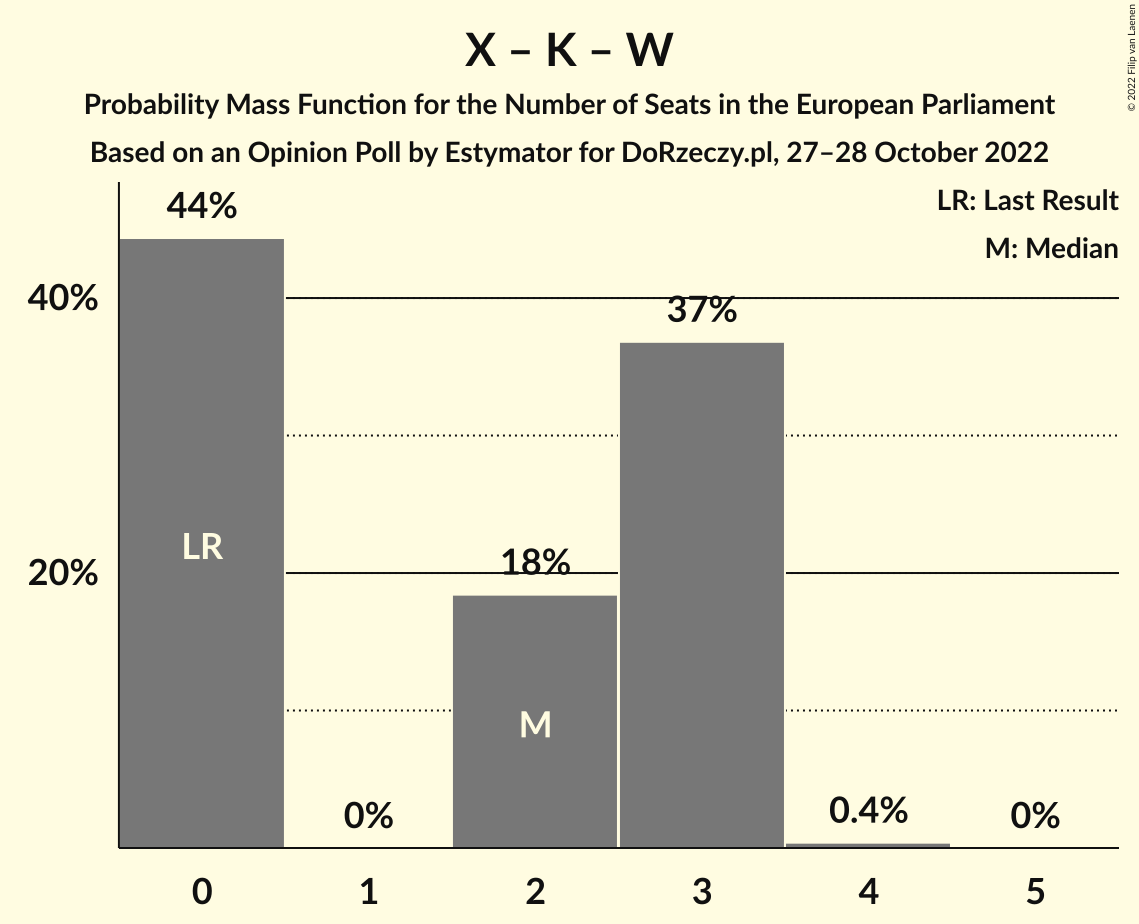 X – K – W
Probability Mass Function for the Number of Seats in the European Parliament
Based on an Opinion Poll by Estymator for DoRzeczy.pl, 27–28 October 2022
© 2022 Filip van Laenen
LR: Last Result
M: Median
44%
40%
37%
LR
18%
20%
M
0%
0.4%
0%
0
1
2
3
4
5